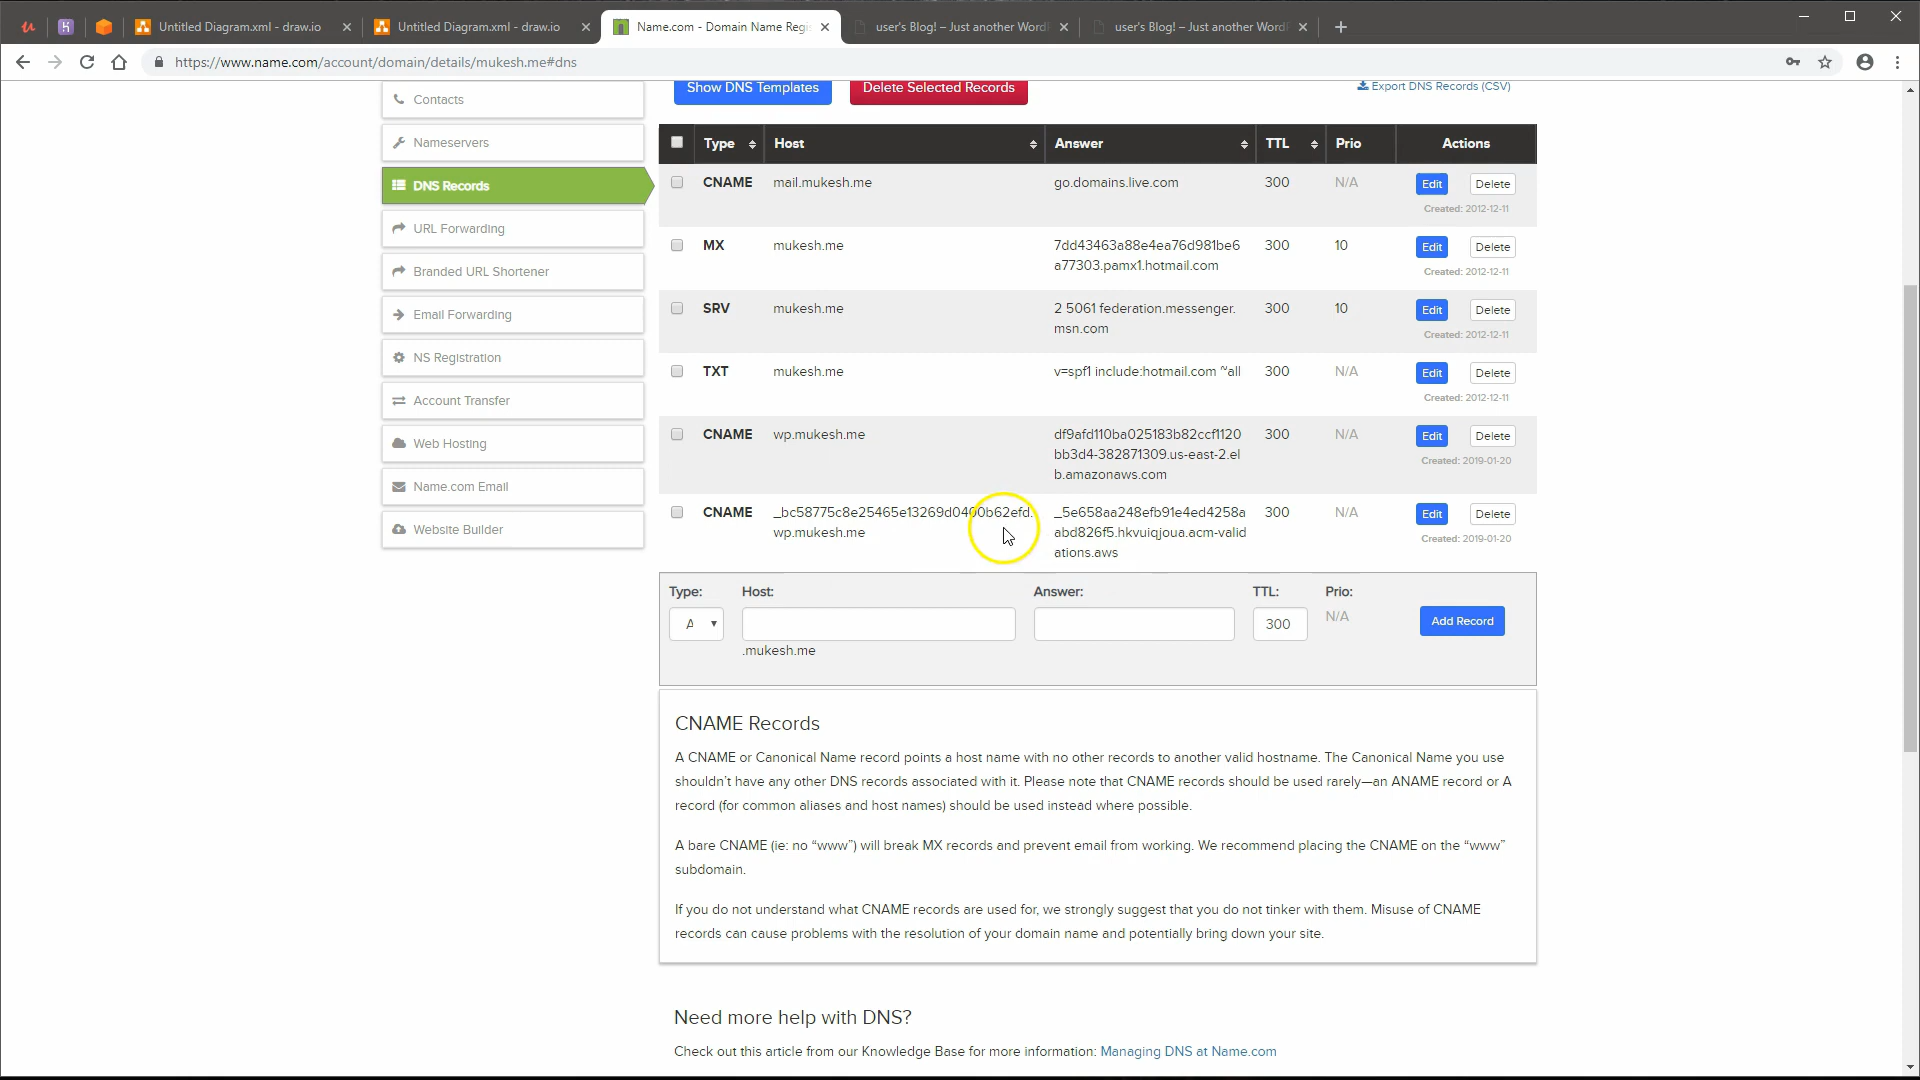 Untitled Diagram.xml - draw.io
Untitled Diagram.xml - draw.io
Name.com - Domain Name Regi
user's Blog! – Just another Word
user's Blog! – Just another Word
https://www.name.com/account/domain/details/mukesh.me#dns
Contacts
Nameservers
DNS Records
URL Forwarding
Branded URL Shortener
Email Forwarding
NS Registration
Account Transfer
Web Hosting
Name.com Email
Website Builder
Show DNS Templates
Delete Selected Records
Export DNS Records (CSV)
Type Host Answer TTL Prio Actions
CNAME mail.mukesh.me go.domains.live.com 300 N/A Edit Delete
Created: 2012-12-11
MX mukesh.me 7dd43463a88e4ea76d981be6 300 10 Edit Delete
a77303.pamx1.hotmail.com Created: 2012-12-11
SRV mukesh.me 2 5061 federation.messenger. 300 10 Edit Delete
msn.com Created: 2012-12-11
TXT mukesh.me v=spf1 include:hotmail.com ~all 300 N/A Edit Delete
Created: 2012-12-11
CNAME wp.mukesh.me df9afd110ba025183b82ccf1120 300 N/A Edit Delete
bb3d4-382871309.us-east-2.el Created: 2019-01-20
b.amazonaws.com
CNAME _bc58775c8e25465e13269d0400b62efd. _5e658aa248efb91e4ed4258a 300 N/A Edit Delete
wp.mukesh.me abd826f5.hkvuiqjoua.acm-valid Created: 2019-01-20
ations.aws
Type: Host: Answer: TTL: Prio:
A 300 N/A Add Record
.mukesh.me
CNAME Records
A CNAME or Canonical Name record points a host name with no other records to another valid hostname. The Canonical Name you use
shouldn't have any other DNS records associated with it. Please note that CNAME records should be used rarely—an ANAME record or A
record (for common aliases and host names) should be used instead where possible.
A bare CNAME (ie: no “www”) will break MX records and prevent email from working. We recommend placing the CNAME on the “www”
subdomain.
If you do not understand what CNAME records are used for, we strongly suggest that you do not tinker with them. Misuse of CNAME
records can cause problems with the resolution of your domain name and potentially bring down your site.
Need more help with DNS?
Check out this article from our Knowledge Base for more information: Managing DNS at Name.com